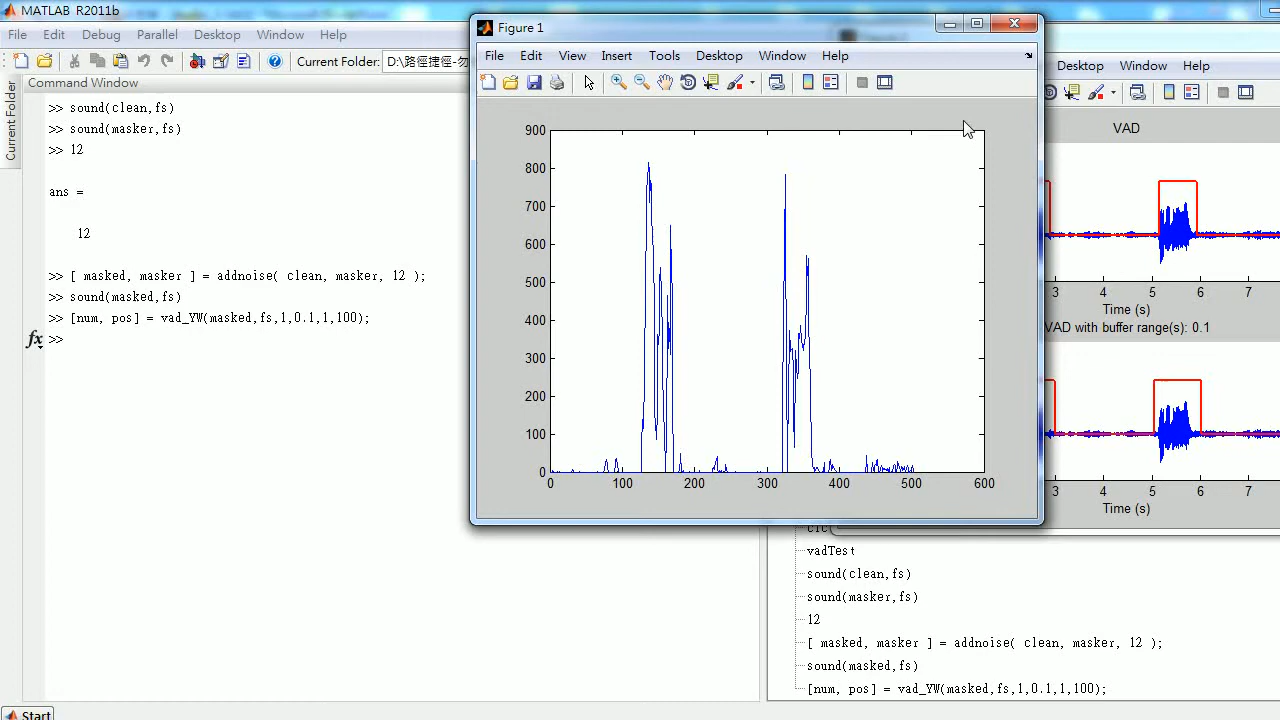 MATLAB R2011b
File Edit Debug Parallel Desktop Window Help
Current Folder: D:\路徑捷徑-勿
Current Folder
Command Window
>> sound(clean,fs)
>> sound(masker,fs)
>> 12
ans =
12
>> [ masked, masker ] = addnoise( clean, masker, 12 );
>> sound(masked,fs)
>> [num, pos] = vad_YW(masked,fs,1,0.1,1,100);
fx >>
Figure 1
File Edit View Insert Tools Desktop Window Help
900
800
700
600
500
400
300
200
100
0
0 100 200 300 400 500 600
Desktop Window Help
VAD
3 4 5 6 7
Time (s)
VAD with buffer range(s): 0.1
3 4 5 6 7
Time (s)
clc
vadTest
sound(clean,fs)
sound(masker,fs)
12
[ masked, masker ] = addnoise( clean, masker, 12 );
sound(masked,fs)
[num, pos] = vad_YW(masked,fs,1,0.1,1,100);
Start